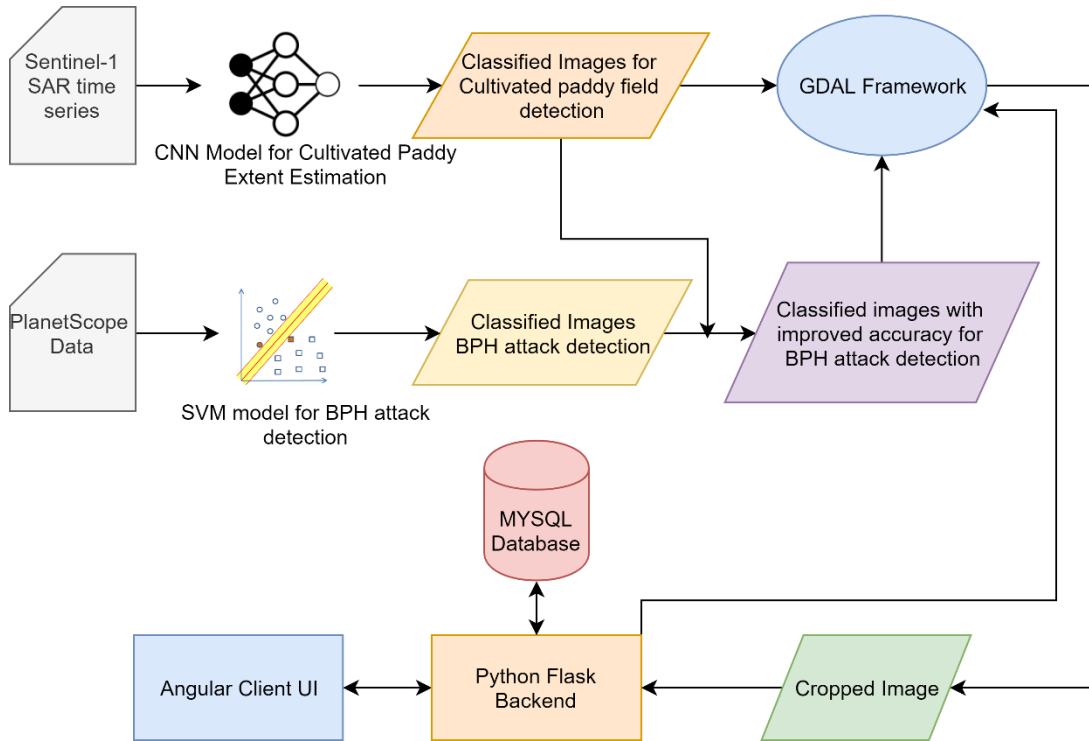 Sentinel-1
SAR time
series
CNN Model for Cultivated Paddy
Extent Estimation
Classified Images for
Cultivated paddy field
detection
GDAL Framework
PlanetScope
Data
SVM model for BPH attack
detection
Classified Images
BPH attack detection
Classified images with
improved accuracy for
BPH attack detection
MYSQL
Database
Angular Client UI
Python Flask
Backend
Cropped Image